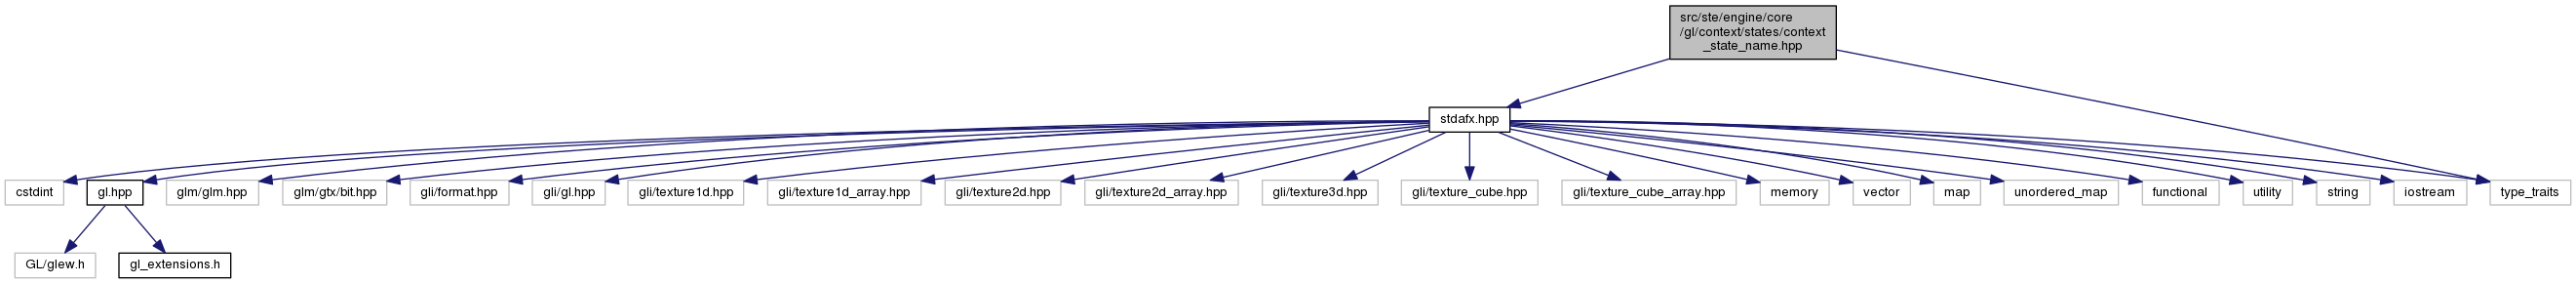 src/ste/engine/core
/gl/context/states/context
_state_name.hpp
stdafx.hpp
cstdint
gl.hpp
glm/glm.hpp
glm/gtx/bit.hpp
gli/format.hpp
gli/gl.hpp
gli/texture1d.hpp
gli/texture1d_array.hpp
gli/texture2d.hpp
gli/texture2d_array.hpp
gli/texture3d.hpp
gli/texture_cube.hpp
gli/texture_cube_array.hpp
memory
vector
map
unordered_map
functional
utility
string
iostream
type_traits
GL/glew.h
gl_extensions.h